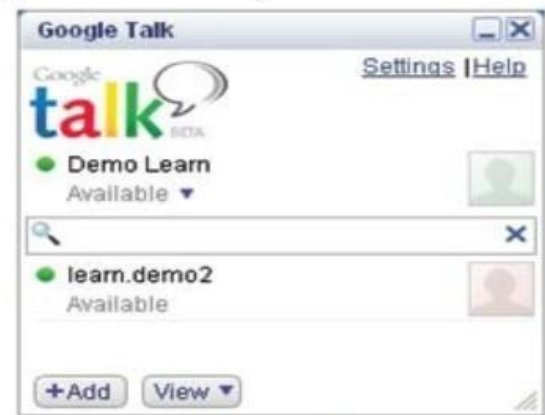 Google Talk
Settings | Help
Google
talk
BETA
Demo Learn
Available
learn.demo2
Available
+Add View